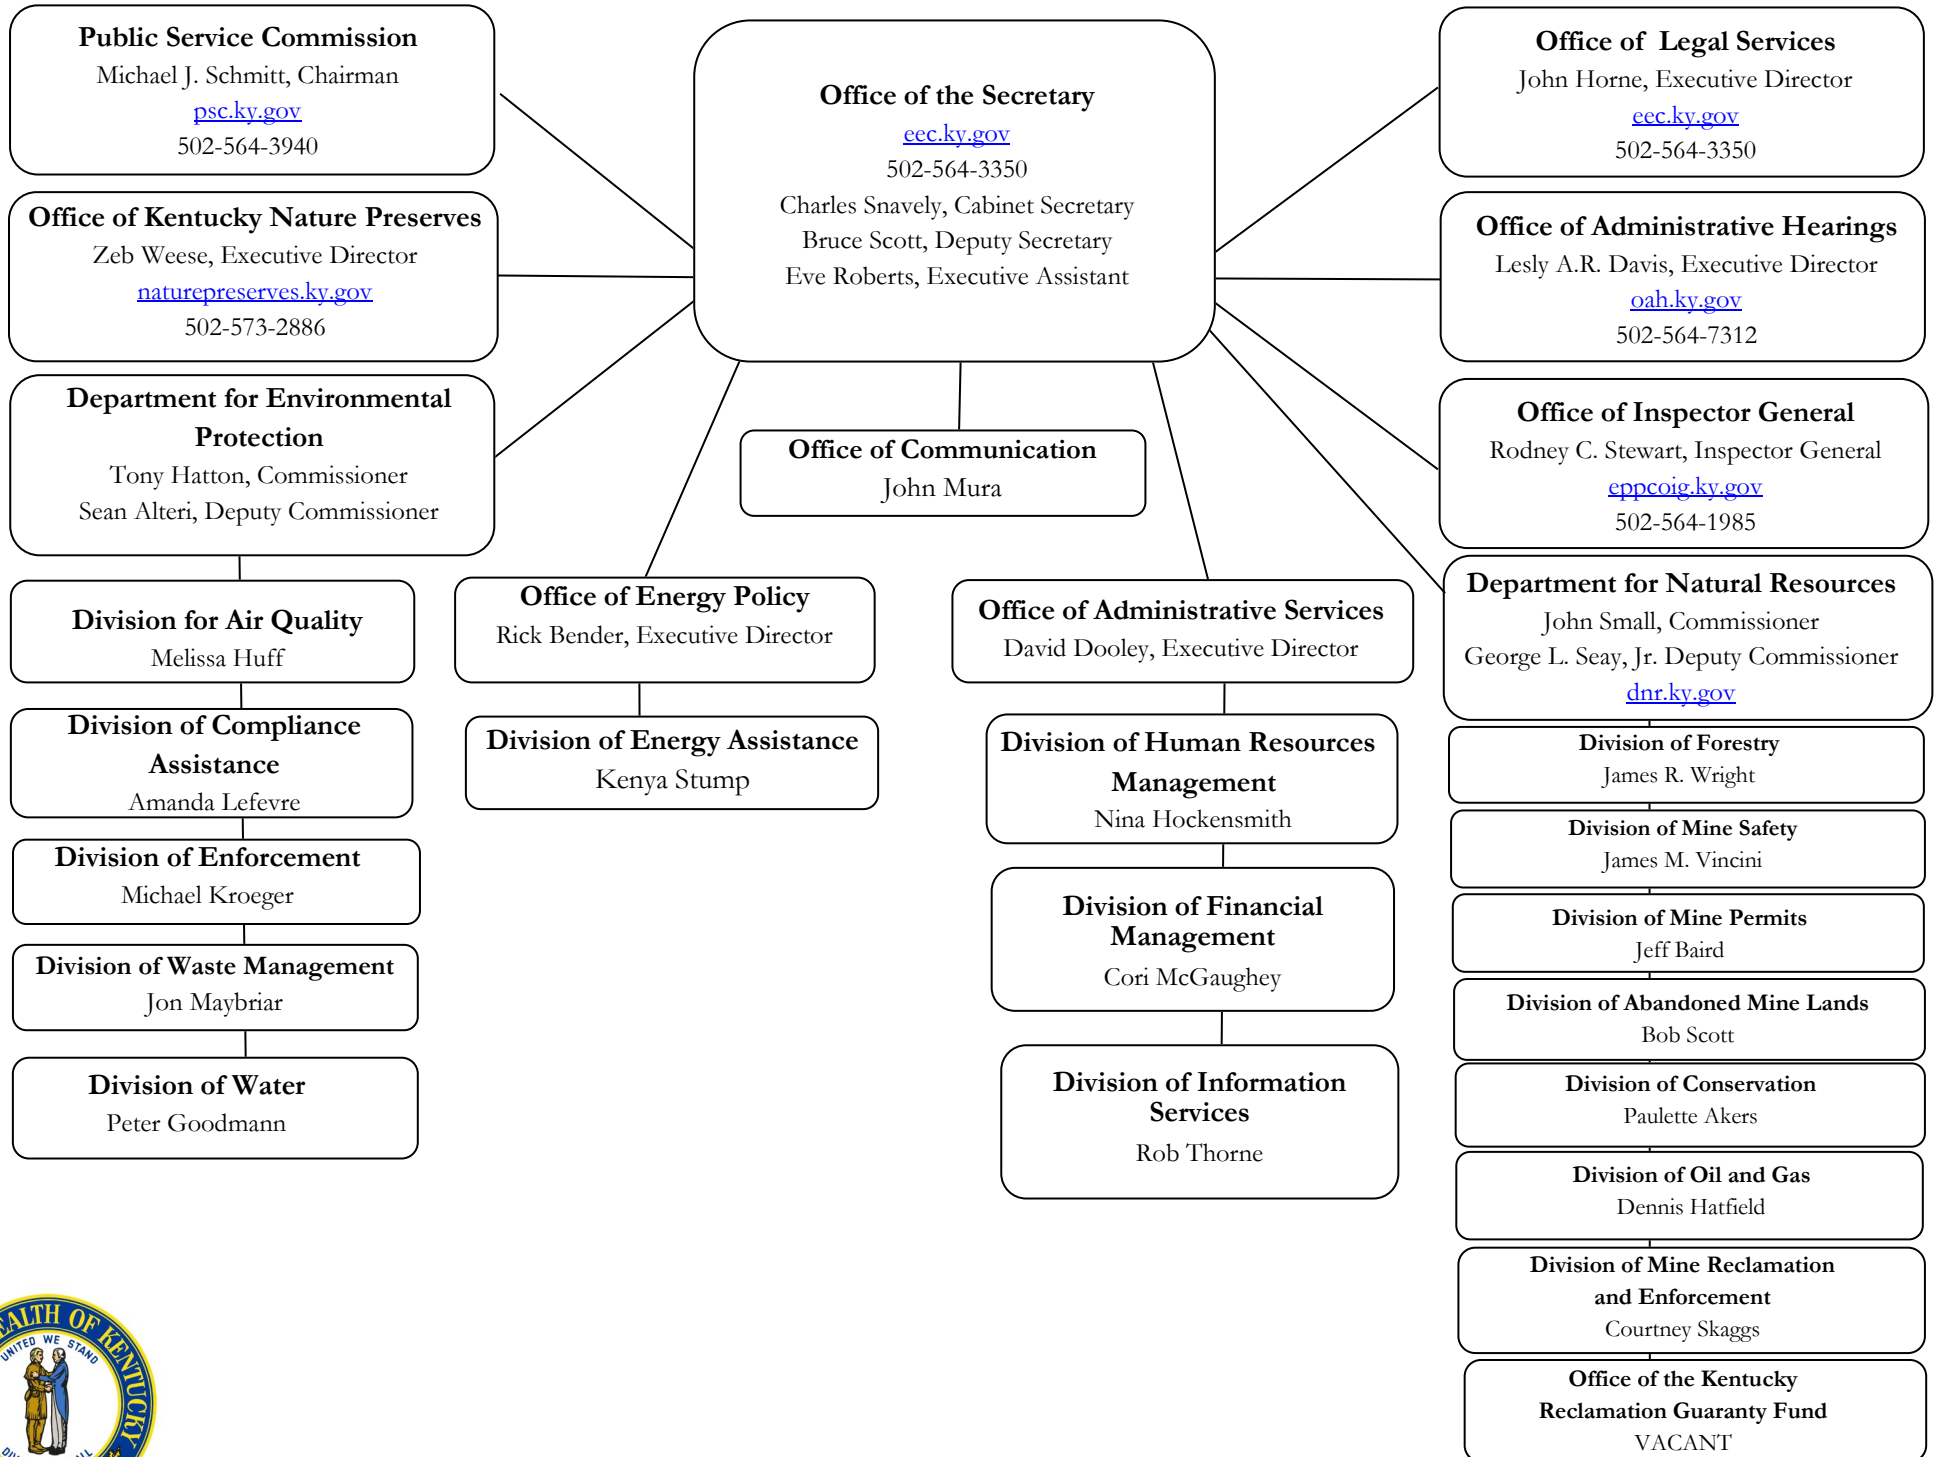 Public Service Commission
Michael J. Schmitt, Chairman
psc.ky.gov
502-564-3940
Office of Kentucky Nature Preserves
Zeb Weese, Executive Director
naturepreserves.ky.gov
502-573-2886
Department for Environmental
Protection
Tony Hatton, Commissioner
Sean Alteri, Deputy Commissioner
Division for Air Quality
Melissa Huff
Division of Compliance
Assistance
Amanda Lefevre
Division of Enforcement
Michael Kroeger
Division of Waste Management
Jon Maybriar
Division of Water
Peter Goodmann
Office of the Secretary
eec.ky.gov
502-564-3350
Charles Snavely, Cabinet Secretary
Bruce Scott, Deputy Secretary
Eve Roberts, Executive Assistant
Office of Communication
John Mura
Office of Energy Policy
Rick Bender, Executive Director
Division of Energy Assistance
Kenya Stump
Office of Administrative Services
David Dooley, Executive Director
Division of Human Resources
Management
Nina Hockensmith
Division of Financial
Management
Cori McGaughey
Division of Information
Services
Rob Thorne
Office of Legal Services
John Horne, Executive Director
eec.ky.gov
502-564-3350
Office of Administrative Hearings
Lesly A.R. Davis, Executive Director
oah.ky.gov
502-564-7312
Office of Inspector General
Rodney C. Stewart, Inspector General
eppcoig.ky.gov
502-564-1985
Department for Natural Resources
John Small, Commissioner
George L. Seay, Jr. Deputy Commissioner
dnr.ky.gov
Division of Forestry
James R. Wright
Division of Mine Safety
James M. Vincini
Division of Mine Permits
Jeff Baird
Division of Abandoned Mine Lands
Bob Scott
Division of Conservation
Paulette Akers
Division of Oil and Gas
Dennis Hatfield
Division of Mine Reclamation
and Enforcement
Courtney Skaggs
Office of the Kentucky
Reclamation Guaranty Fund
VACANT
EALTH OF KENTUCKY
UNITED WE STAND